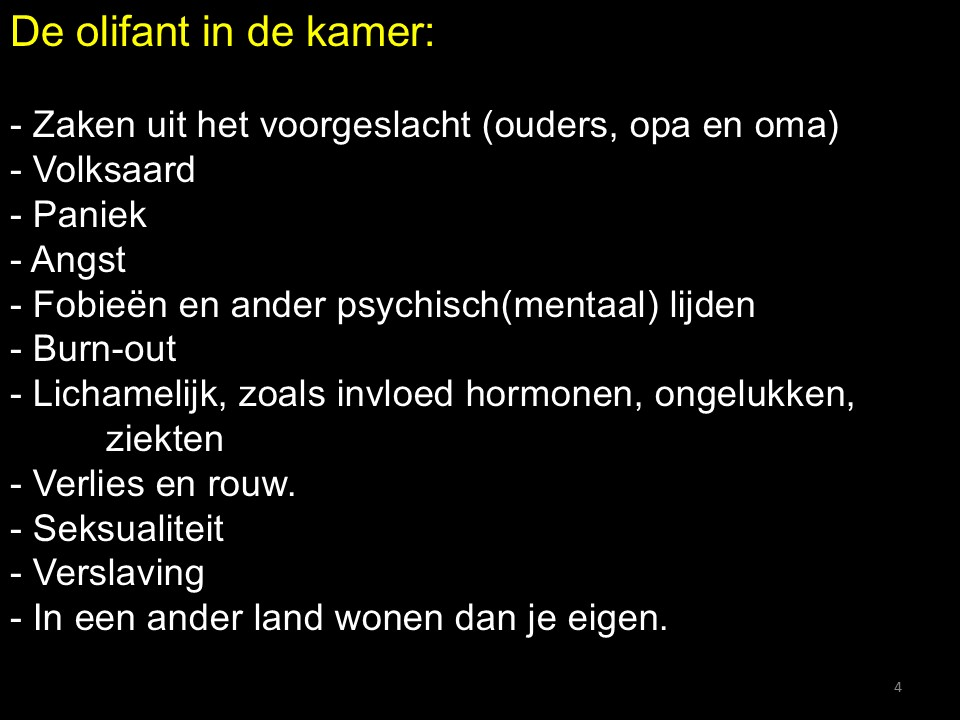 De olifant in de kamer:
- Zaken uit het voorgeslacht (ouders, opa en oma)
- Volksaard
- Paniek
- Angst
- Fobieën en ander psychisch(mentaal) lijden
- Burn-out
- Lichamelijk, zoals invloed hormonen, ongelukken,
ziekten
- Verlies en rouw.
- Seksualiteit
- Verslaving
- In een ander land wonen dan je eigen.
4